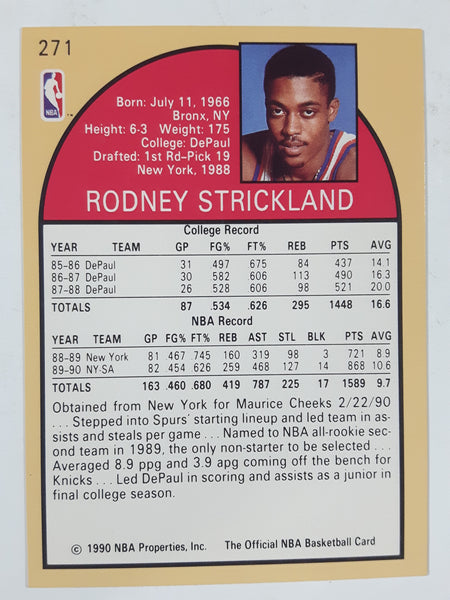 271
NBA
Born: July 11, 1966
Bronx, NY
Height: 6-3 Weight: 175
College: DePaul
Drafted: 1st Rd–Pick 19
New York, 1988
RODNEY STRICKLAND
College Record
YEAR TEAM GP FG% FT% REB PTS AVG
85–86 DePaul 31 497 675 84 437 14.1
86–87 DePaul 30 582 606 113 490 16.3
87–88 DePaul 26 528 606 98 521 20.0
TOTALS 87 .534 .626 295 1448 16.6
NBA Record
YEAR TEAM GP FG% FT% REB AST STL BLK PTS AVG
88–89 New York 81 .467 .745 160 319 98 3 721 8.9
89–90 NY-SA 82 .454 .626 259 468 127 14 868 10.6
TOTALS 163 .460 .680 419 787 225 17 1589 9.7
Obtained from New York for Maurice Cheeks 2/22/90
. . . Stepped into Spurs' starting lineup and led team in as-
sists and steals per game . . . Named to NBA all-rookie sec-
ond team in 1989, the only non-starter to be selected . . .
Averaged 8.9 ppg and 3.9 apg coming off the bench for
Knicks . . . Led DePaul in scoring and assists as a junior in
final college season.
© 1990 NBA Properties, Inc. The Official NBA Basketball Card